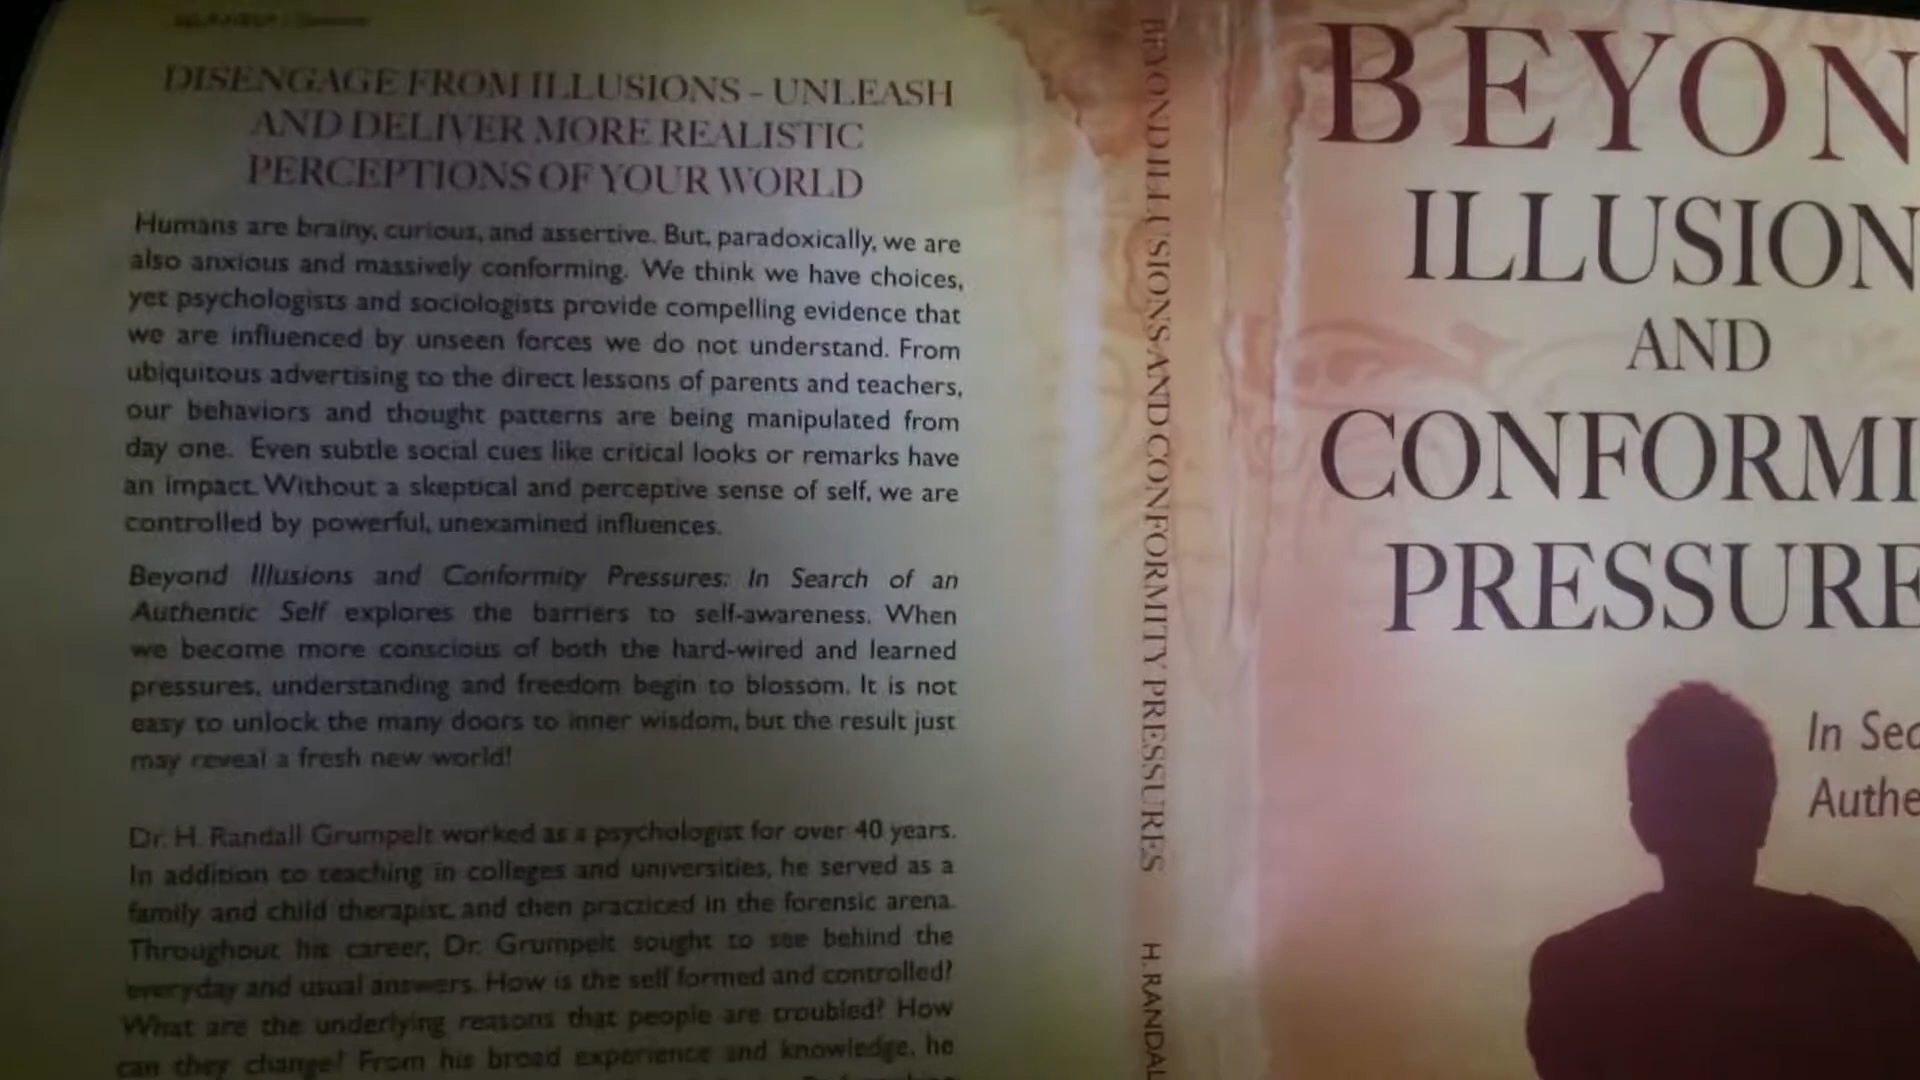 DISENGAGE FROM ILLUSIONS – UNLEASH
AND DELIVER MORE REALISTIC
PERCEPTIONS OF YOUR WORLD
Humans are brainy, curious, and assertive. But, paradoxically, we are
also anxious and massively conforming. We think we have choices,
yet psychologists and sociologists provide compelling evidence that
we are influenced by unseen forces we do not understand. From
ubiquitous advertising to the direct lessons of parents and teachers,
our behaviors and thought patterns are being manipulated from
day one. Even subtle social cues like critical looks or remarks have
an impact. Without a skeptical and perceptive sense of self, we are
controlled by powerful, unexamined influences.
Beyond Illusions and Conformity Pressures: In Search of an
Authentic Self explores the barriers to self-awareness. When
we become more conscious of both the hard-wired and learned
pressures, understanding and freedom begin to blossom. It is not
easy to unlock the many doors to inner wisdom, but the result just
may reveal a fresh new world!
Dr. H. Randall Grumpelt worked as a psychologist for over 40 years.
In addition to teaching in colleges and universities, he served as a
family and child therapist, and then practiced in the forensic arena.
Throughout his career, Dr. Grumpelt sought to see behind the
everyday and usual answers. How is the self formed and controlled?
What are the underlying reasons that people are troubled? How
can they change? From his broad experience and knowledge, he
BEYOND ILLUSIONS AND CONFORMITY PRESSURES
H. RANDAL
BEYON
ILLUSION
AND
CONFORMI
PRESSURE
In Sea
Authe